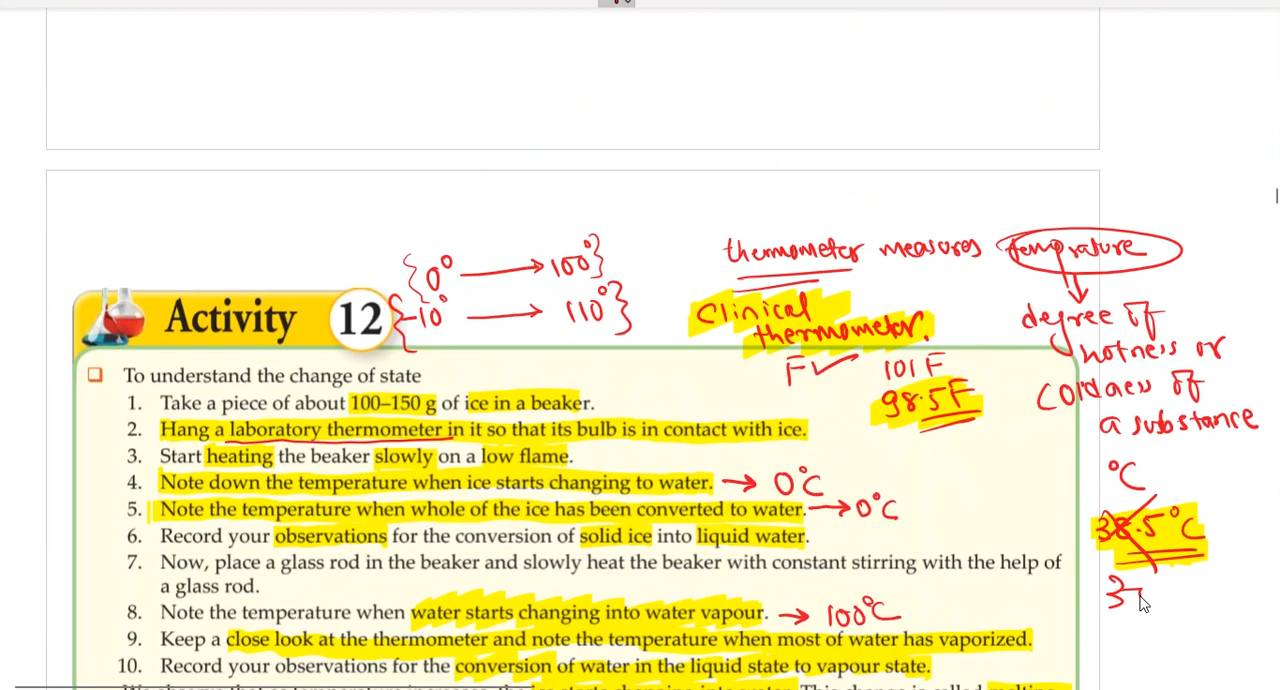 thermometer measures temprature
{0° → 100°}
{-10° → 110°}
Clinical
thermometer.
F✓ 101 F
98.5F
degree of
hotness or
coldness of
a substance
°C
38.5°C
37
Activity 12
❑ To understand the change of state
1. Take a piece of about 100–150 g of ice in a beaker.
2. Hang a laboratory thermometer in it so that its bulb is in contact with ice.
3. Start heating the beaker slowly on a low flame.
4. Note down the temperature when ice starts changing to water. → 0°C
5. Note the temperature when whole of the ice has been converted to water. → 0°C
6. Record your observations for the conversion of solid ice into liquid water.
7. Now, place a glass rod in the beaker and slowly heat the beaker with constant stirring with the help of
a glass rod.
8. Note the temperature when water starts changing into water vapour. → 100°C
9. Keep a close look at the thermometer and note the temperature when most of water has vaporized.
10. Record your observations for the conversion of water in the liquid state to vapour state.